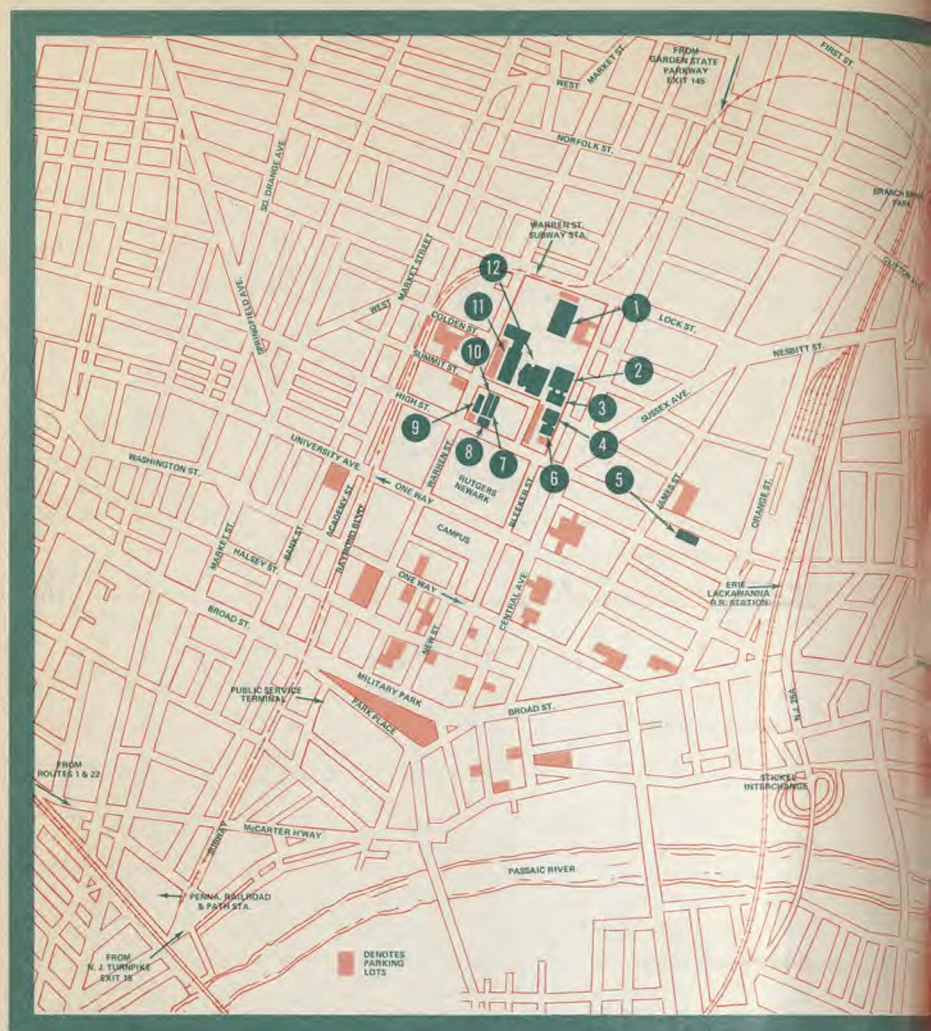 FROM
GARDEN STATE
PARKWAY
EXIT 145
FIRST ST.
WEST
MARKET ST.
NORFOLK ST.
SO. ORANGE AVE.
BRANCH BROOK
PARK
WARREN ST.
SUBWAY STA.
CLIFTON AVE.
MARKET STREET
WEST
SPRINGFIELD AVE.
12
11
10
1
COLDEN ST.
LOCK ST.
NESBITT ST.
SUMMIT ST.
2
3
SUSSEX AVE.
HIGH ST.
9
8
7
6
4
5
UNIVERSITY AVE.
WASHINGTON ST.
WARREN ST.
RUTGERS
NEWARK
CAMPUS
BLEEKER ST.
JAMES ST.
ORANGE ST.
ONE WAY
ACADEMY ST.
RAYMOND BLVD
MARKET ST.
BANK ST
HALSEY ST.
ONE WAY
CENTRAL AVE.
NEW ST.
ERIE
LACKAWANNA
R.R. STATION
BROAD ST.
MILITARY PARK
PARK PLACE
PUBLIC SERVICE
TERMINAL
BROAD ST.
N.J. 25A
FROM
ROUTES 1 & 22
STICKEL
INTERCHANGE
SUBWAY
McCARTER H'WAY
PASSAIC RIVER
PENNA. RAILROAD
& PATH STA.
FROM
N. J. TURNPIKE
EXIT 15
DENOTES
PARKING
LOTS